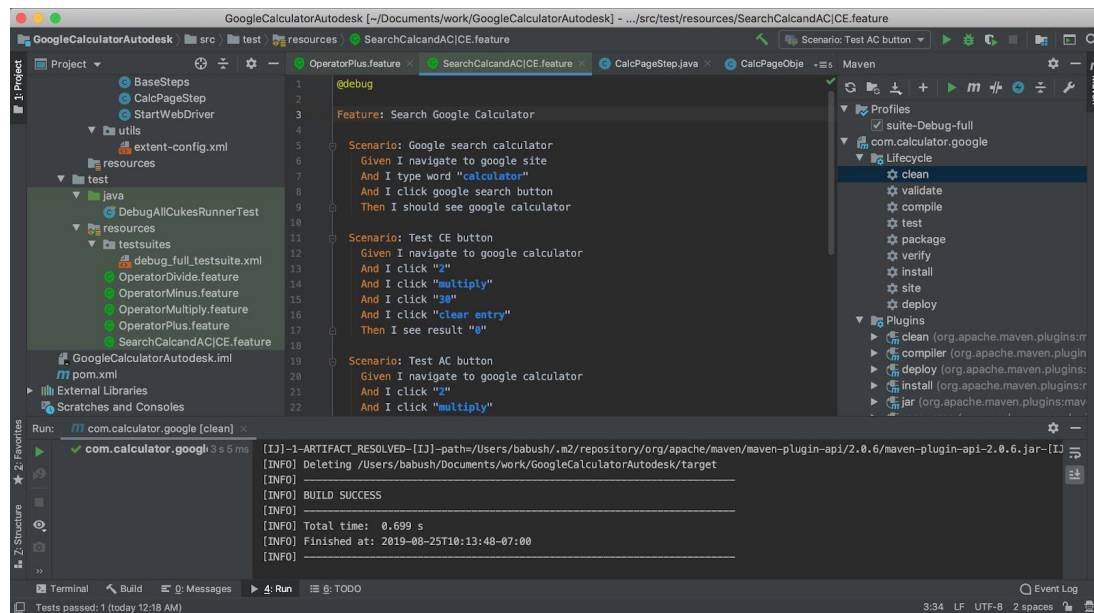 GoogleCalculatorAutodesk [~/Documents/work/GoogleCalculatorAutodesk] - .../src/test/resources/SearchCalcandAC|CE.feature
GoogleCalculatorAutodesk src test resources SearchCalcandAC|CE.feature
Scenario: Test AC button
1: Project
Project
BaseSteps
CalcPageStep
StartWebDriver
utils
extent-config.xml
resources
test
java
DebugAllCukesRunnerTest
resources
testsuites
debug_full_testsuite.xml
OperatorDivide.feature
OperatorMinus.feature
OperatorMultiply.feature
OperatorPlus.feature
SearchCalcandAC|CE.feature
GoogleCalculatorAutodesk.iml
pom.xml
External Libraries
Scratches and Consoles
OperatorPlus.feature SearchCalcandAC|CE.feature CalcPageStep.java CalcPageObje
1 @debug
2
3 Feature: Search Google Calculator
4
5 Scenario: Google search calculator
6 Given I navigate to google site
7 And I type word "calculator"
8 And I click google search button
9 Then I should see google calculator
10
11 Scenario: Test CE button
12 Given I navigate to google calculator
13 And I click "2"
14 And I click "multiply"
15 And I click "30"
16 And I click "clear entry"
17 Then I see result "0"
18
19 Scenario: Test AC button
20 Given I navigate to google calculator
21 And I click "2"
22 And I click "multiply"
Maven
Profiles
suite-Debug-full
com.calculator.google
Lifecycle
clean
validate
compile
test
package
verify
install
site
deploy
Plugins
clean (org.apache.maven.plugins:m
compiler (org.apache.maven.plugin
deploy (org.apache.maven.plugins
install (org.apache.maven.plugins:r
jar (org.apache.maven.plugins:mav
Run: com.calculator.google [clean]
2: Favorites
Z: Structure
com.calculator.googl 3 s 5 ms
[IJ]-1-ARTIFACT_RESOLVED-[IJ]-path=/Users/babush/.m2/repository/org/apache/maven/maven-plugin-api/2.0.6/maven-plugin-api-2.0.6.jar-[IJ
[INFO] Deleting /Users/babush/Documents/work/GoogleCalculatorAutodesk/target
[INFO] ------------------------------------------------------------------------
[INFO] BUILD SUCCESS
[INFO] ------------------------------------------------------------------------
[INFO] Total time: 0.699 s
[INFO] Finished at: 2019-08-25T10:13:48-07:00
[INFO] ------------------------------------------------------------------------
Terminal Build 0: Messages 4: Run 6: TODO Event Log
Tests passed: 1 (today 12:18 AM) 3:34 LF UTF-8 2 spaces